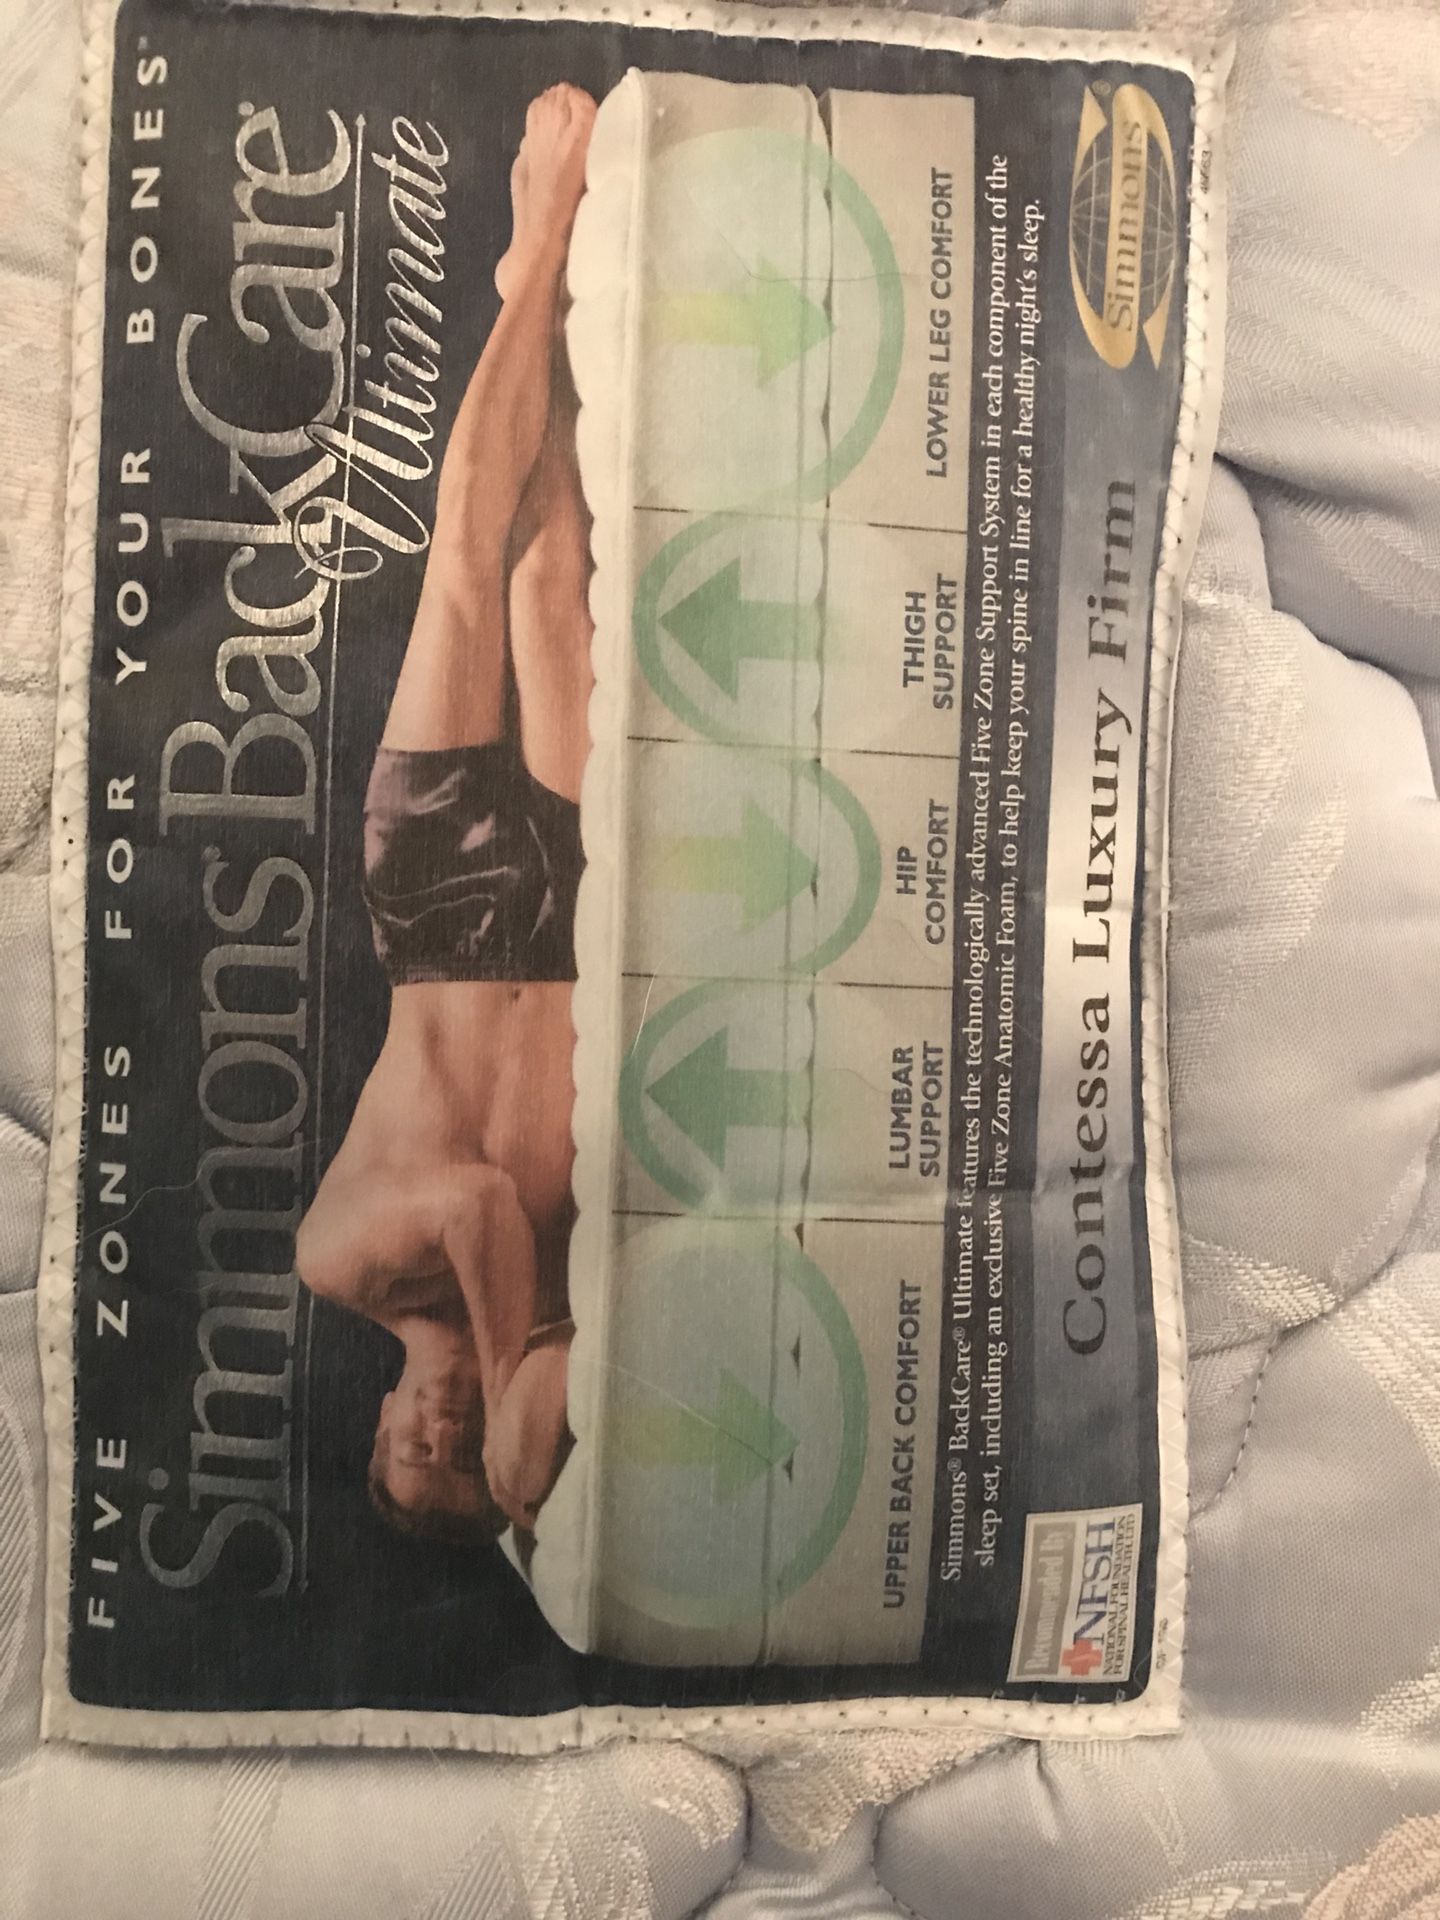 FIVE ZONES FOR YOUR BONES™
Simmons® BackCare®
Ultimate
UPPER BACK COMFORT
LUMBAR
SUPPORT
HIP
COMFORT
THIGH
SUPPORT
LOWER LEG COMFORT
Simmons® BackCare® Ultimate features the technologically advanced Five Zone Support System in each component of the
sleep set, including an exclusive Five Zone Anatomic Foam, to help keep your spine in line for a healthy night's sleep.
Recommended by
NFSH
NATIONAL FOUNDATION
FOR SPINAL HEALTH, LTD
Contessa Luxury Firm
Simmons®